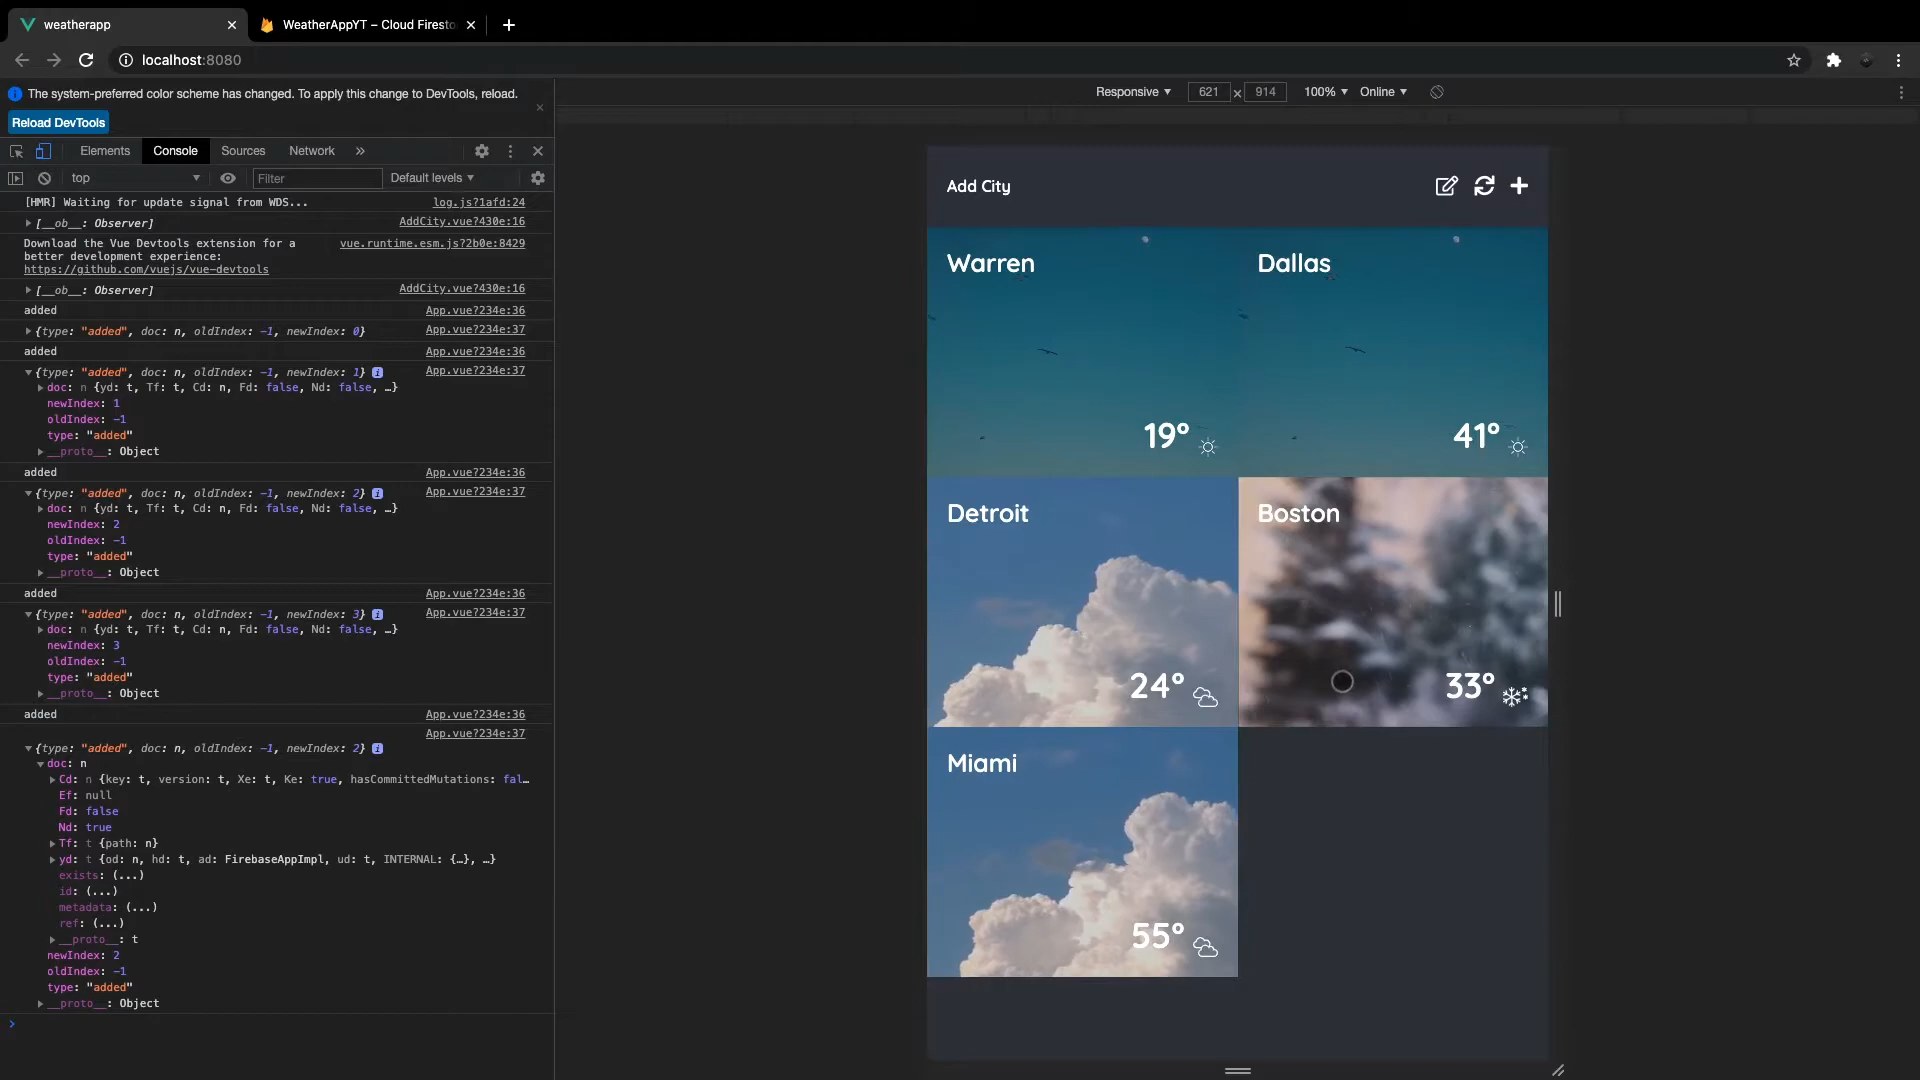 weatherapp
WeatherAppYT – Cloud Firesto
localhost:8080
The system-preferred color scheme has changed. To apply this change to DevTools, reload.
Reload DevTools
Elements Console Sources Network »
top Filter Default levels
[HMR] Waiting for update signal from WDS... log.js?1afd:24
[__ob__: Observer] AddCity.vue?430e:16
Download the Vue Devtools extension for a vue.runtime.esm.js?2b0e:8429
better development experience:
https://github.com/vuejs/vue-devtools
[__ob__: Observer] AddCity.vue?430e:16
added App.vue?234e:36
{type: "added", doc: n, oldIndex: -1, newIndex: 0} App.vue?234e:37
added App.vue?234e:36
{type: "added", doc: n, oldIndex: -1, newIndex: 1} App.vue?234e:37
doc: n {yd: t, Tf: t, Cd: n, Fd: false, Nd: false, …}
newIndex: 1
oldIndex: -1
type: "added"
__proto__: Object
added App.vue?234e:36
{type: "added", doc: n, oldIndex: -1, newIndex: 2} App.vue?234e:37
doc: n {yd: t, Tf: t, Cd: n, Fd: false, Nd: false, …}
newIndex: 2
oldIndex: -1
type: "added"
__proto__: Object
added App.vue?234e:36
{type: "added", doc: n, oldIndex: -1, newIndex: 3} App.vue?234e:37
doc: n {yd: t, Tf: t, Cd: n, Fd: false, Nd: false, …}
newIndex: 3
oldIndex: -1
type: "added"
__proto__: Object
added App.vue?234e:36
App.vue?234e:37
{type: "added", doc: n, oldIndex: -1, newIndex: 2}
doc: n
Cd: n {key: t, version: t, Xe: t, Ke: true, hasCommittedMutations: fal…
Ef: null
Fd: false
Nd: true
Tf: t {path: n}
yd: t {od: n, hd: t, ad: FirebaseAppImpl, ud: t, INTERNAL: {…}, …}
exists: (...)
id: (...)
metadata: (...)
ref: (...)
__proto__: t
newIndex: 2
oldIndex: -1
type: "added"
__proto__: Object
Responsive 621 × 914 100% Online
Add City
Warren
19°
Dallas
41°
Detroit
24°
Boston
33°
Miami
55°